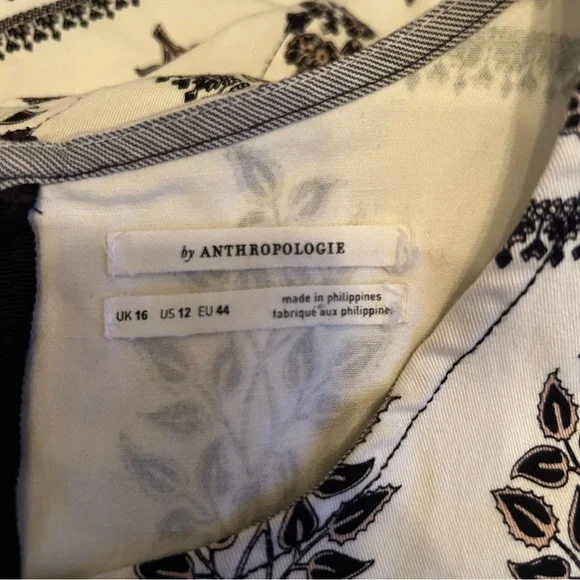 by ANTHROPOLOGIE
UK 16 US 12 EU 44
made in philippines
fabrique aux philippines